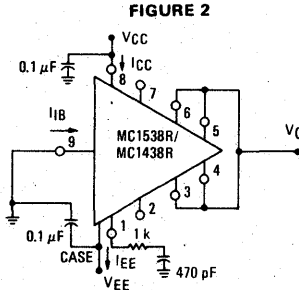 FIGURE 2
VCC
0.1 µF
ICC
8
7
6
5
IIB
9
MC1538R/
MC1438R
4
3
2
1
1 k
0.1 µF
CASE
IEE
VEE
470 pF